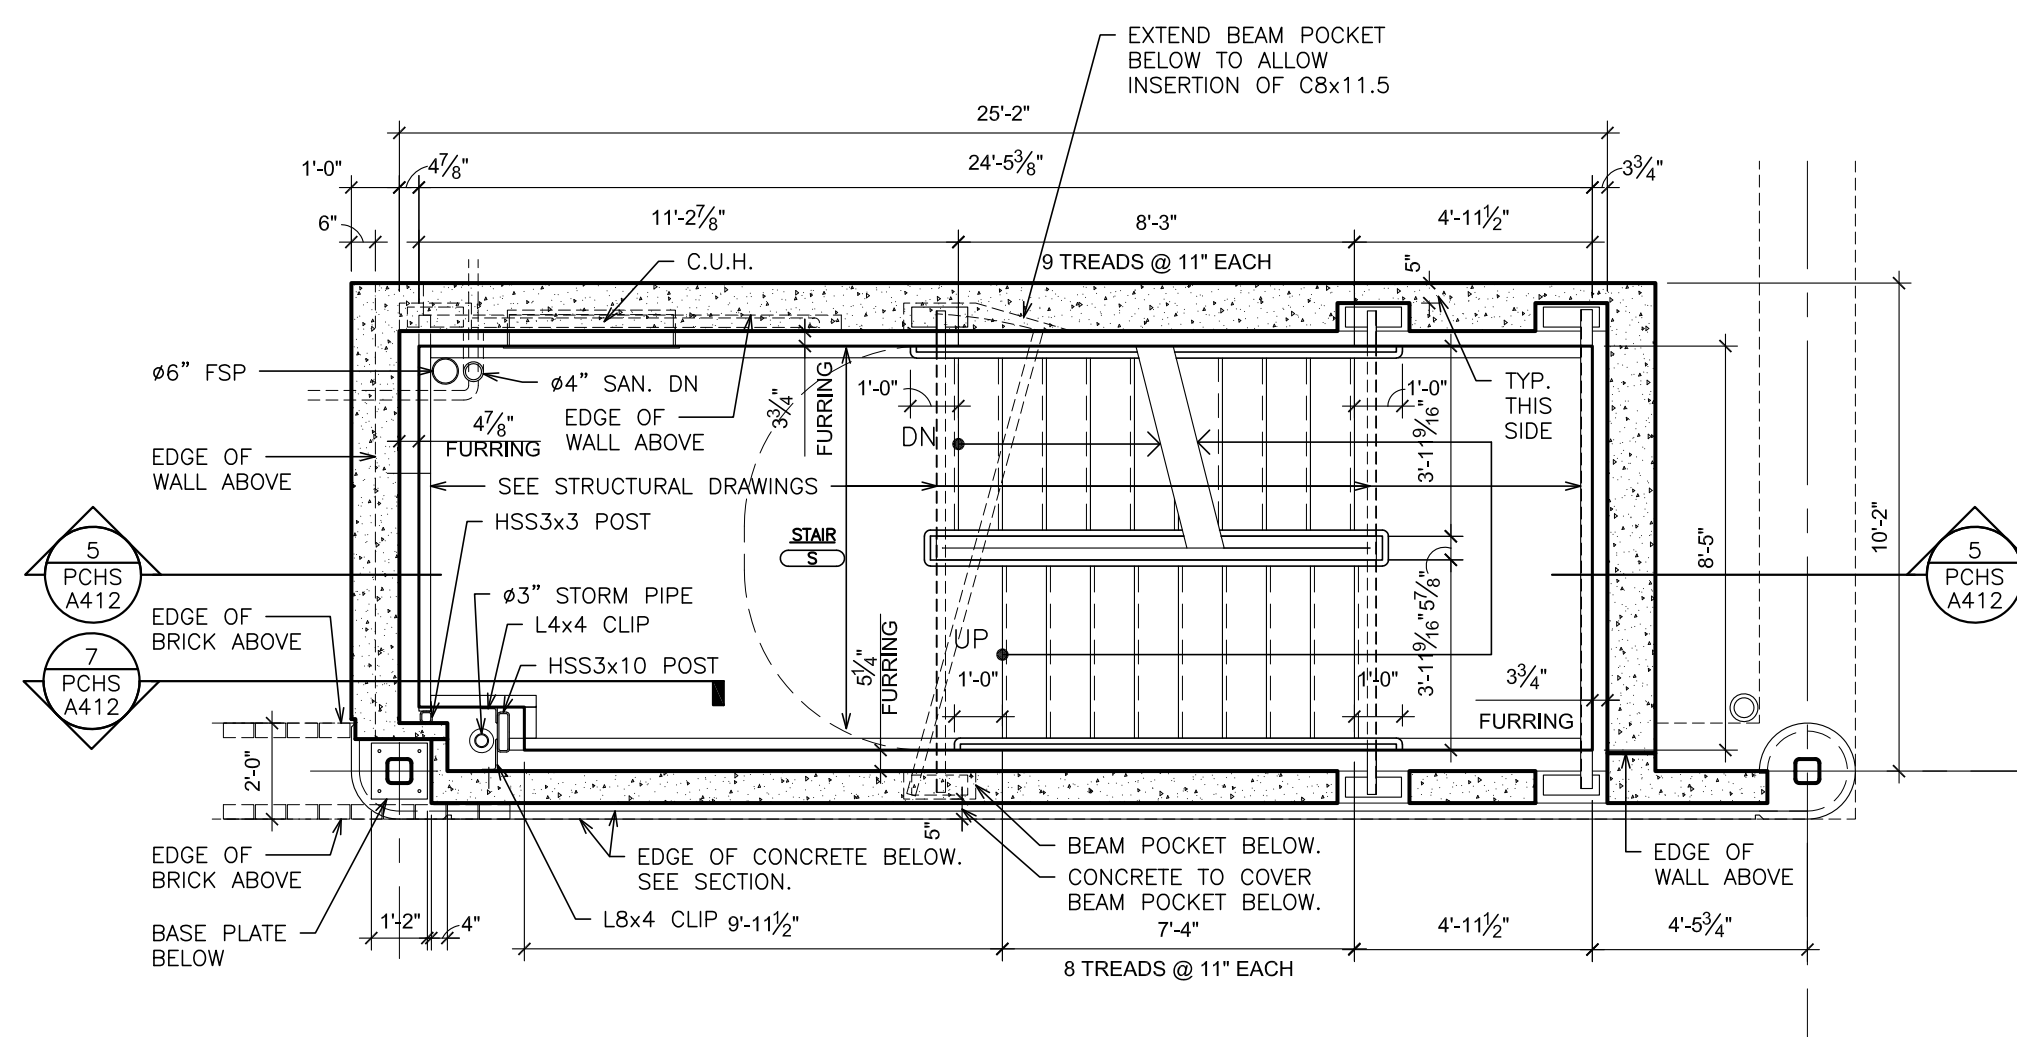 EXTEND BEAM POCKET
BELOW TO ALLOW
INSERTION OF C8x11.5
25'-2"
1'-0"
4⅞"
24'-5⅜"
3¾"
6"
11'-2⅞"
8'-3"
4'-11½"
C.U.H.
9 TREADS @ 11" EACH
5"
ø6” FSP
ø4” SAN. DN
EDGE OF
WALL ABOVE
4⅞"
FURRING
3¾"
FURRING
1'-0"
DN
1'-0"
3'-11 9/16"
TYP.
THIS
SIDE
EDGE OF
WALL ABOVE
SEE STRUCTURAL DRAWINGS
HSS3x3 POST
STAIR
S
5
PCHS
A412
10'-2"
8'-5"
5
PCHS
A412
ø3” STORM PIPE
L4x4 CLIP
HSS3x10 POST
EDGE OF
BRICK ABOVE
7
PCHS
A412
5⅞"
3'-11 9/16"
UP
5¼"
FURRING
1'-0"
1'-0"
3¾"
FURRING
2'-0"
5"
EDGE OF
BRICK ABOVE
EDGE OF CONCRETE BELOW.
SEE SECTION.
BEAM POCKET BELOW.
CONCRETE TO COVER
BEAM POCKET BELOW.
EDGE OF
WALL ABOVE
BASE PLATE
BELOW
1'-2"
4"
L8x4 CLIP
9'-11½"
7'-4"
4'-11½"
4'-5¾"
8 TREADS @ 11" EACH